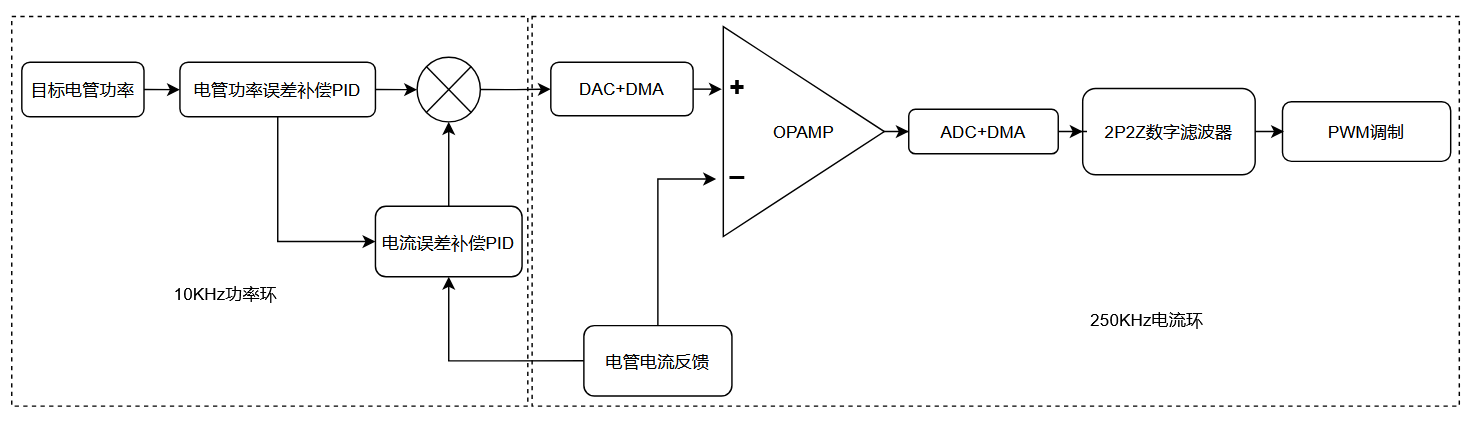 目标电管功率
电管功率误差补偿PID
DAC+DMA
+
OPAMP
ADC+DMA
2P2Z数字滤波器
PWM调制
−
电流误差补偿PID
10KHz功率环
250KHz电流环
电管电流反馈